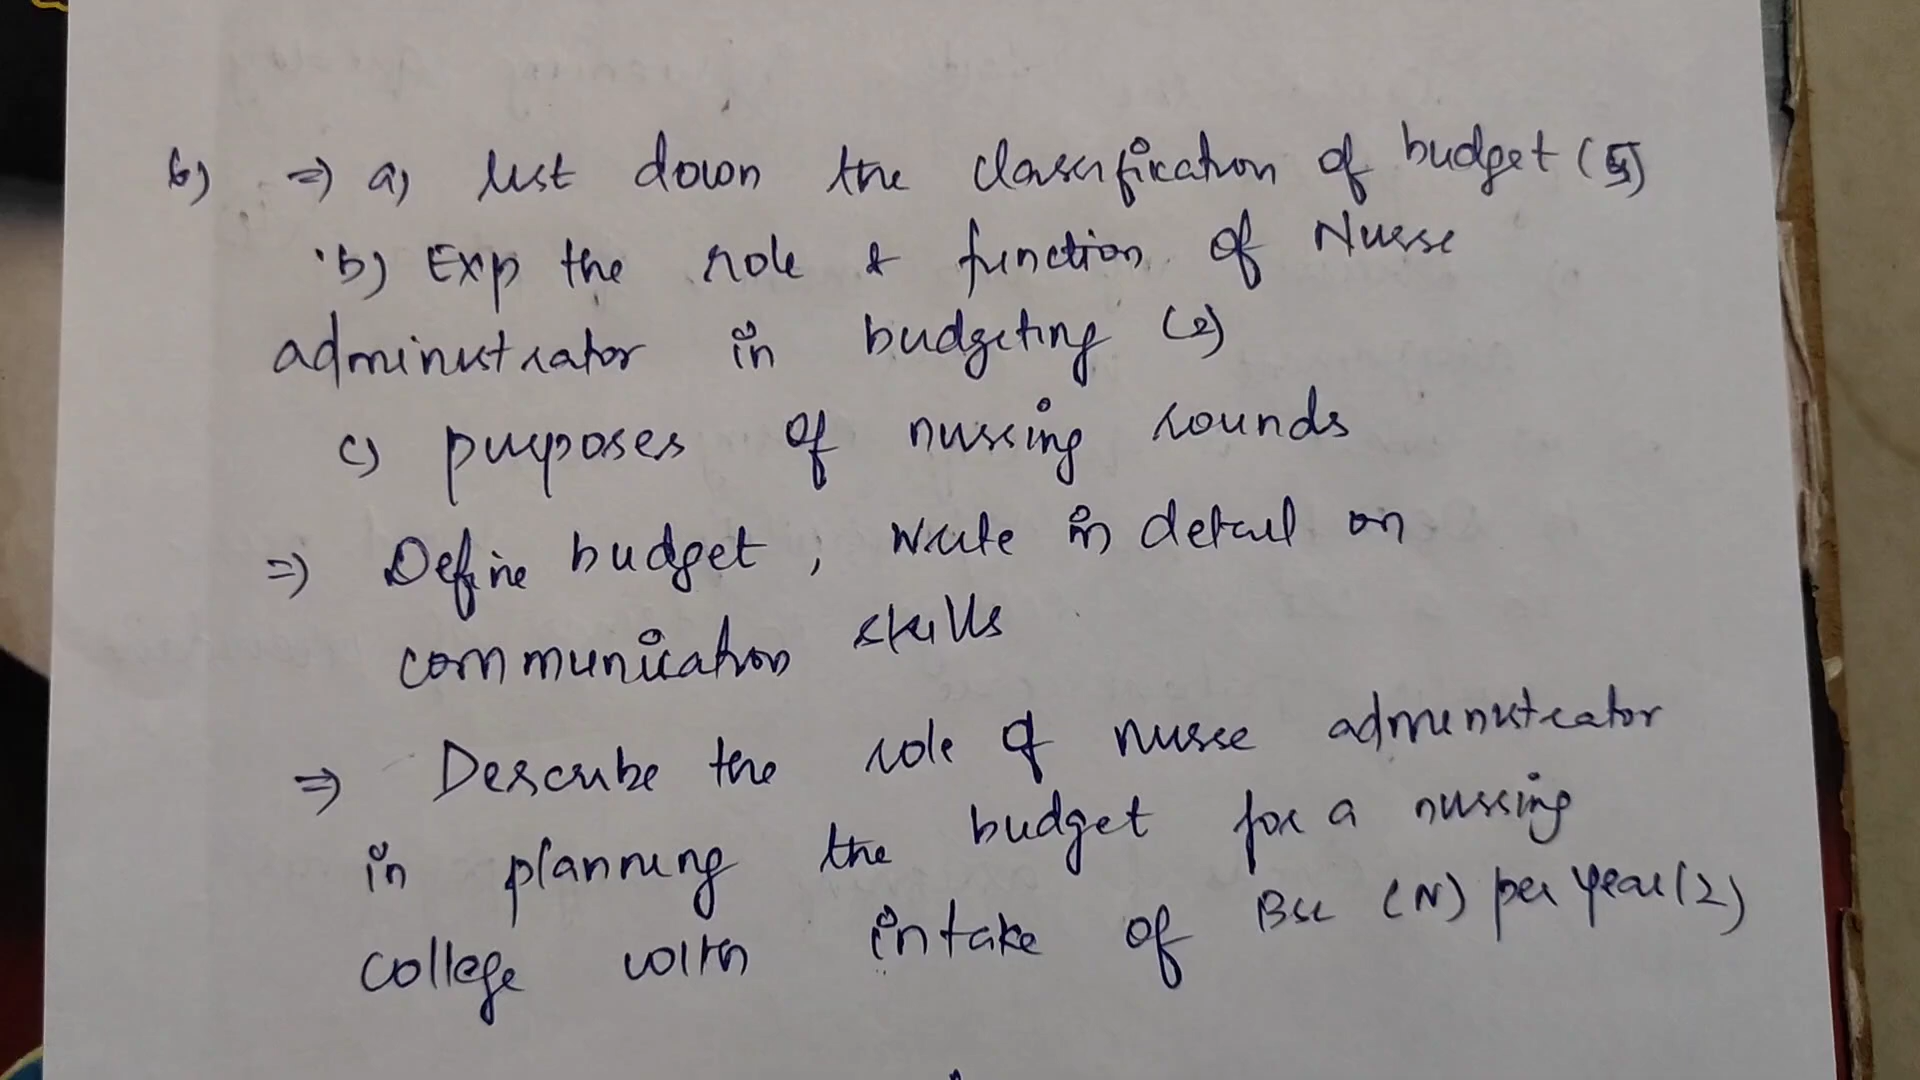 6) ⇒ a) list down the classification of budget (5)
b) Exp the role & function of Nurse
administrator in budgeting (2)
c) purposes of nursing rounds
⇒ Define budget, write in detail on
communication skills
⇒ Describe the role of nurse administrator
in planning the budget for a nursing
college with intake of BSc (N) per year (2)